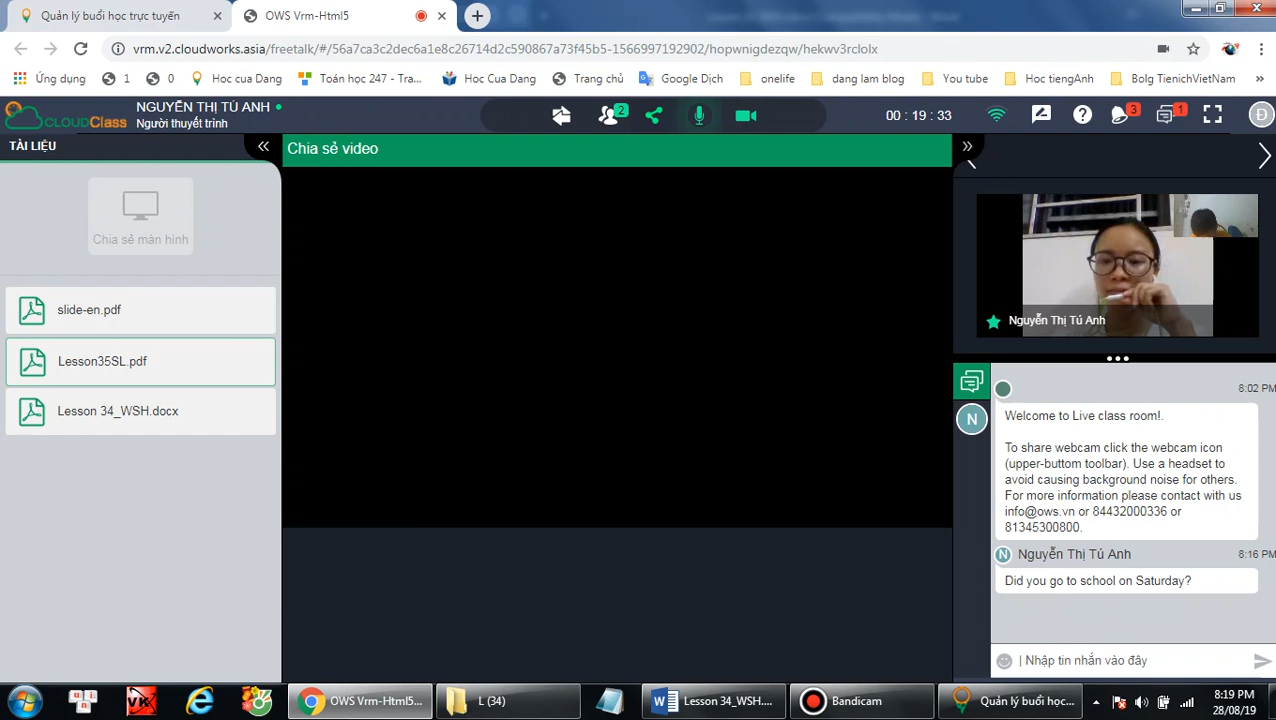 Quản lý buổi học trực tuyến
OWS Vrm-Html5
vrm.v2.cloudworks.asia/freetalk/#/56a7ca3c2dec6a1e8c26714d2c590867a73f45b5-1566997192902/hopwnigdezqw/hekwv3rclolx
Ứng dụng
1
0
Hoc cua Dang
Toán học 247 - Tra...
Học Cua Dang
Trang chủ
Google Dịch
onelife
dang lam blog
You tube
Học tiengAnh
Bolg TienichVietNam
»
CLOUDClass
NGUYỄN THỊ TÚ ANH
Người thuyết trình
2
00 : 19 : 33
3
1
Đ
TÀI LIỆU
Chia sẻ màn hình
slide-en.pdf
Lesson35SL.pdf
Lesson 34_WSH.docx
Chia sẻ video
Nguyễn Thị Tú Anh
8:02 PM
N
Welcome to Live class room!.
To share webcam click the webcam icon
(upper-buttom toolbar). Use a headset to
avoid causing background noise for others.
For more information please contact with us
info@ows.vn or 84432000336 or
81345300800.
N Nguyễn Thị Tú Anh 8:16 PM
Did you go to school on Saturday?
Nhập tin nhắn vào đây
OWS Vrm-Html5...
L (34)
Lesson 34_WSH....
Bandicam
Quản lý buổi học...
8:19 PM
28/08/19